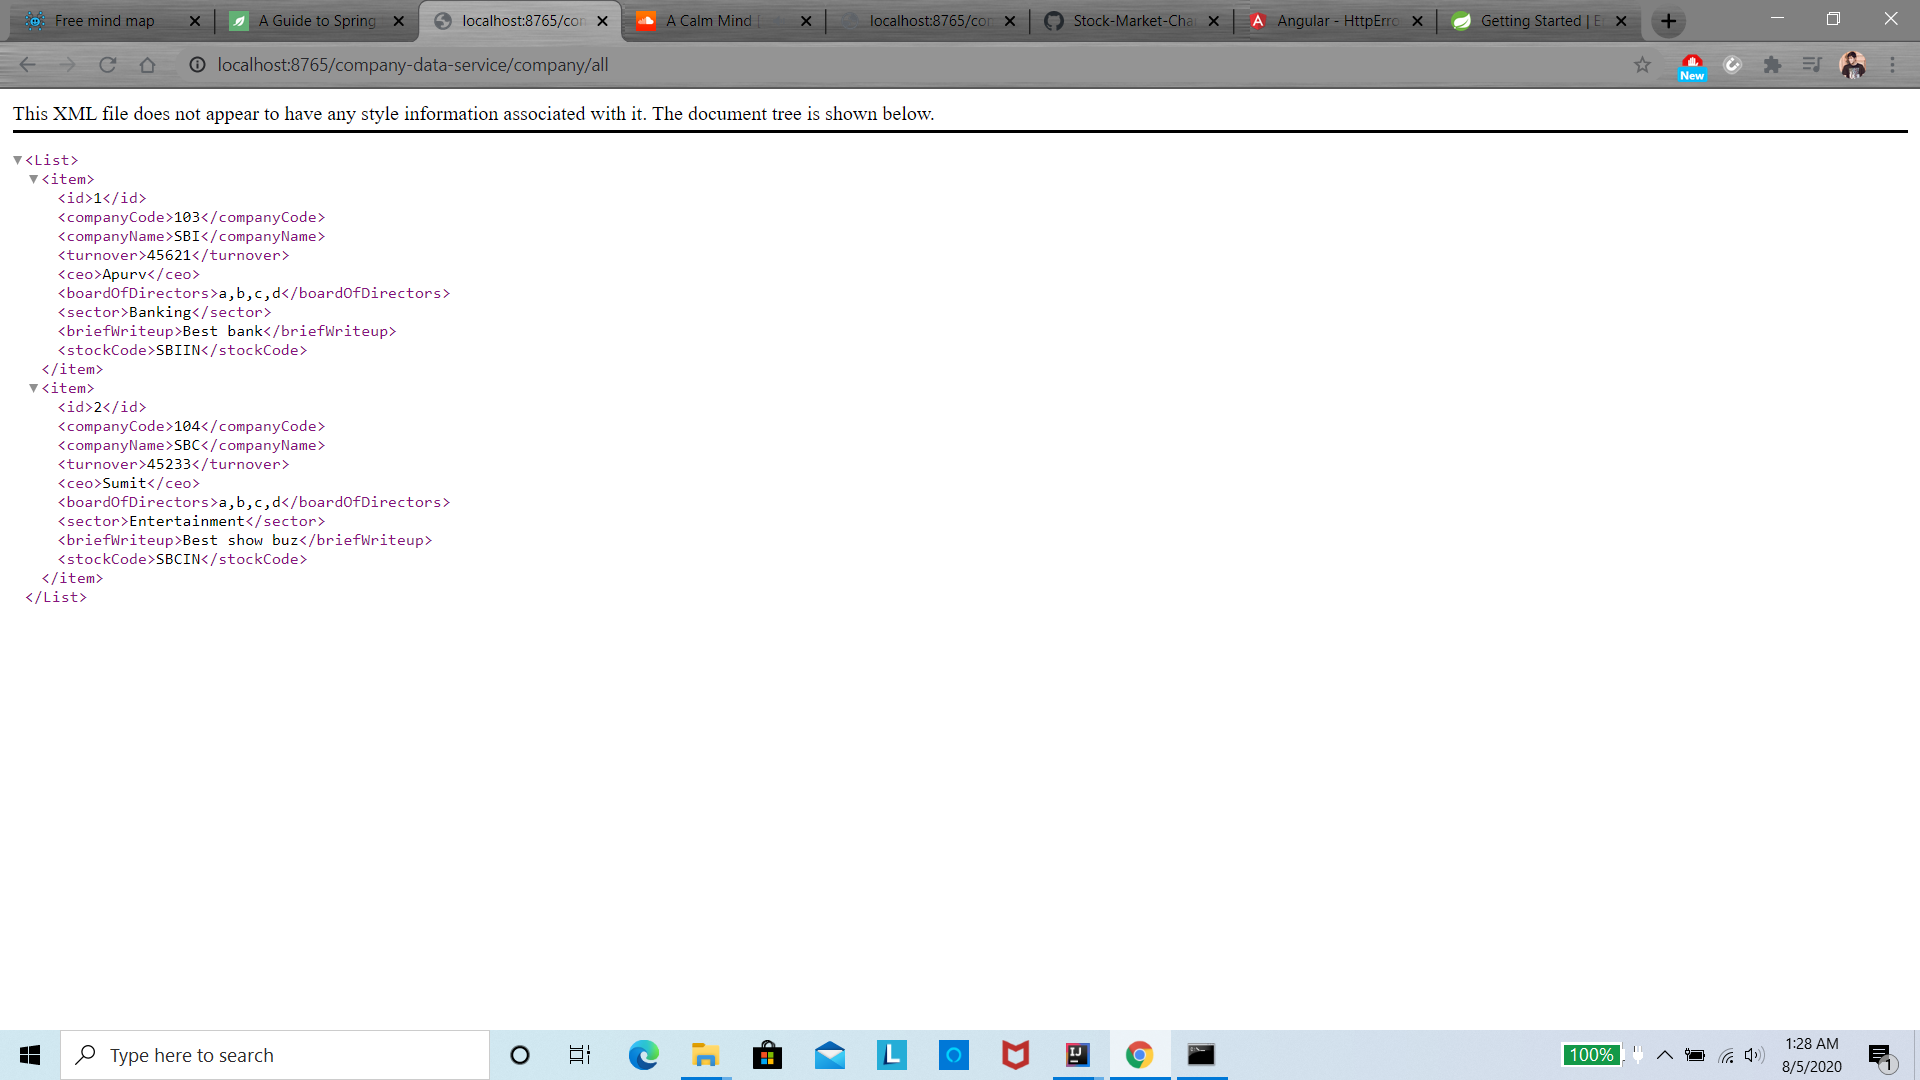 Free mind map
A Guide to Spring
localhost:8765/con
A Calm Mind |
localhost:8765/con
Stock-Market-Cha
Angular - HttpErro
Getting Started | E
localhost:8765/company-data-service/company/all
New
This XML file does not appear to have any style information associated with it. The document tree is shown below.
<List>
<item>
<id>1</id>
<companyCode>103</companyCode>
<companyName>SBI</companyName>
<turnover>45621</turnover>
<ceo>Apurv</ceo>
<boardOfDirectors>a,b,c,d</boardOfDirectors>
<sector>Banking</sector>
<briefWriteup>Best bank</briefWriteup>
<stockCode>SBIIN</stockCode>
</item>
<item>
<id>2</id>
<companyCode>104</companyCode>
<companyName>SBC</companyName>
<turnover>45233</turnover>
<ceo>Sumit</ceo>
<boardOfDirectors>a,b,c,d</boardOfDirectors>
<sector>Entertainment</sector>
<briefWriteup>Best show buz</briefWriteup>
<stockCode>SBCIN</stockCode>
</item>
</List>
Type here to search
L
IJ
100%
1:28 AM
8/5/2020
1